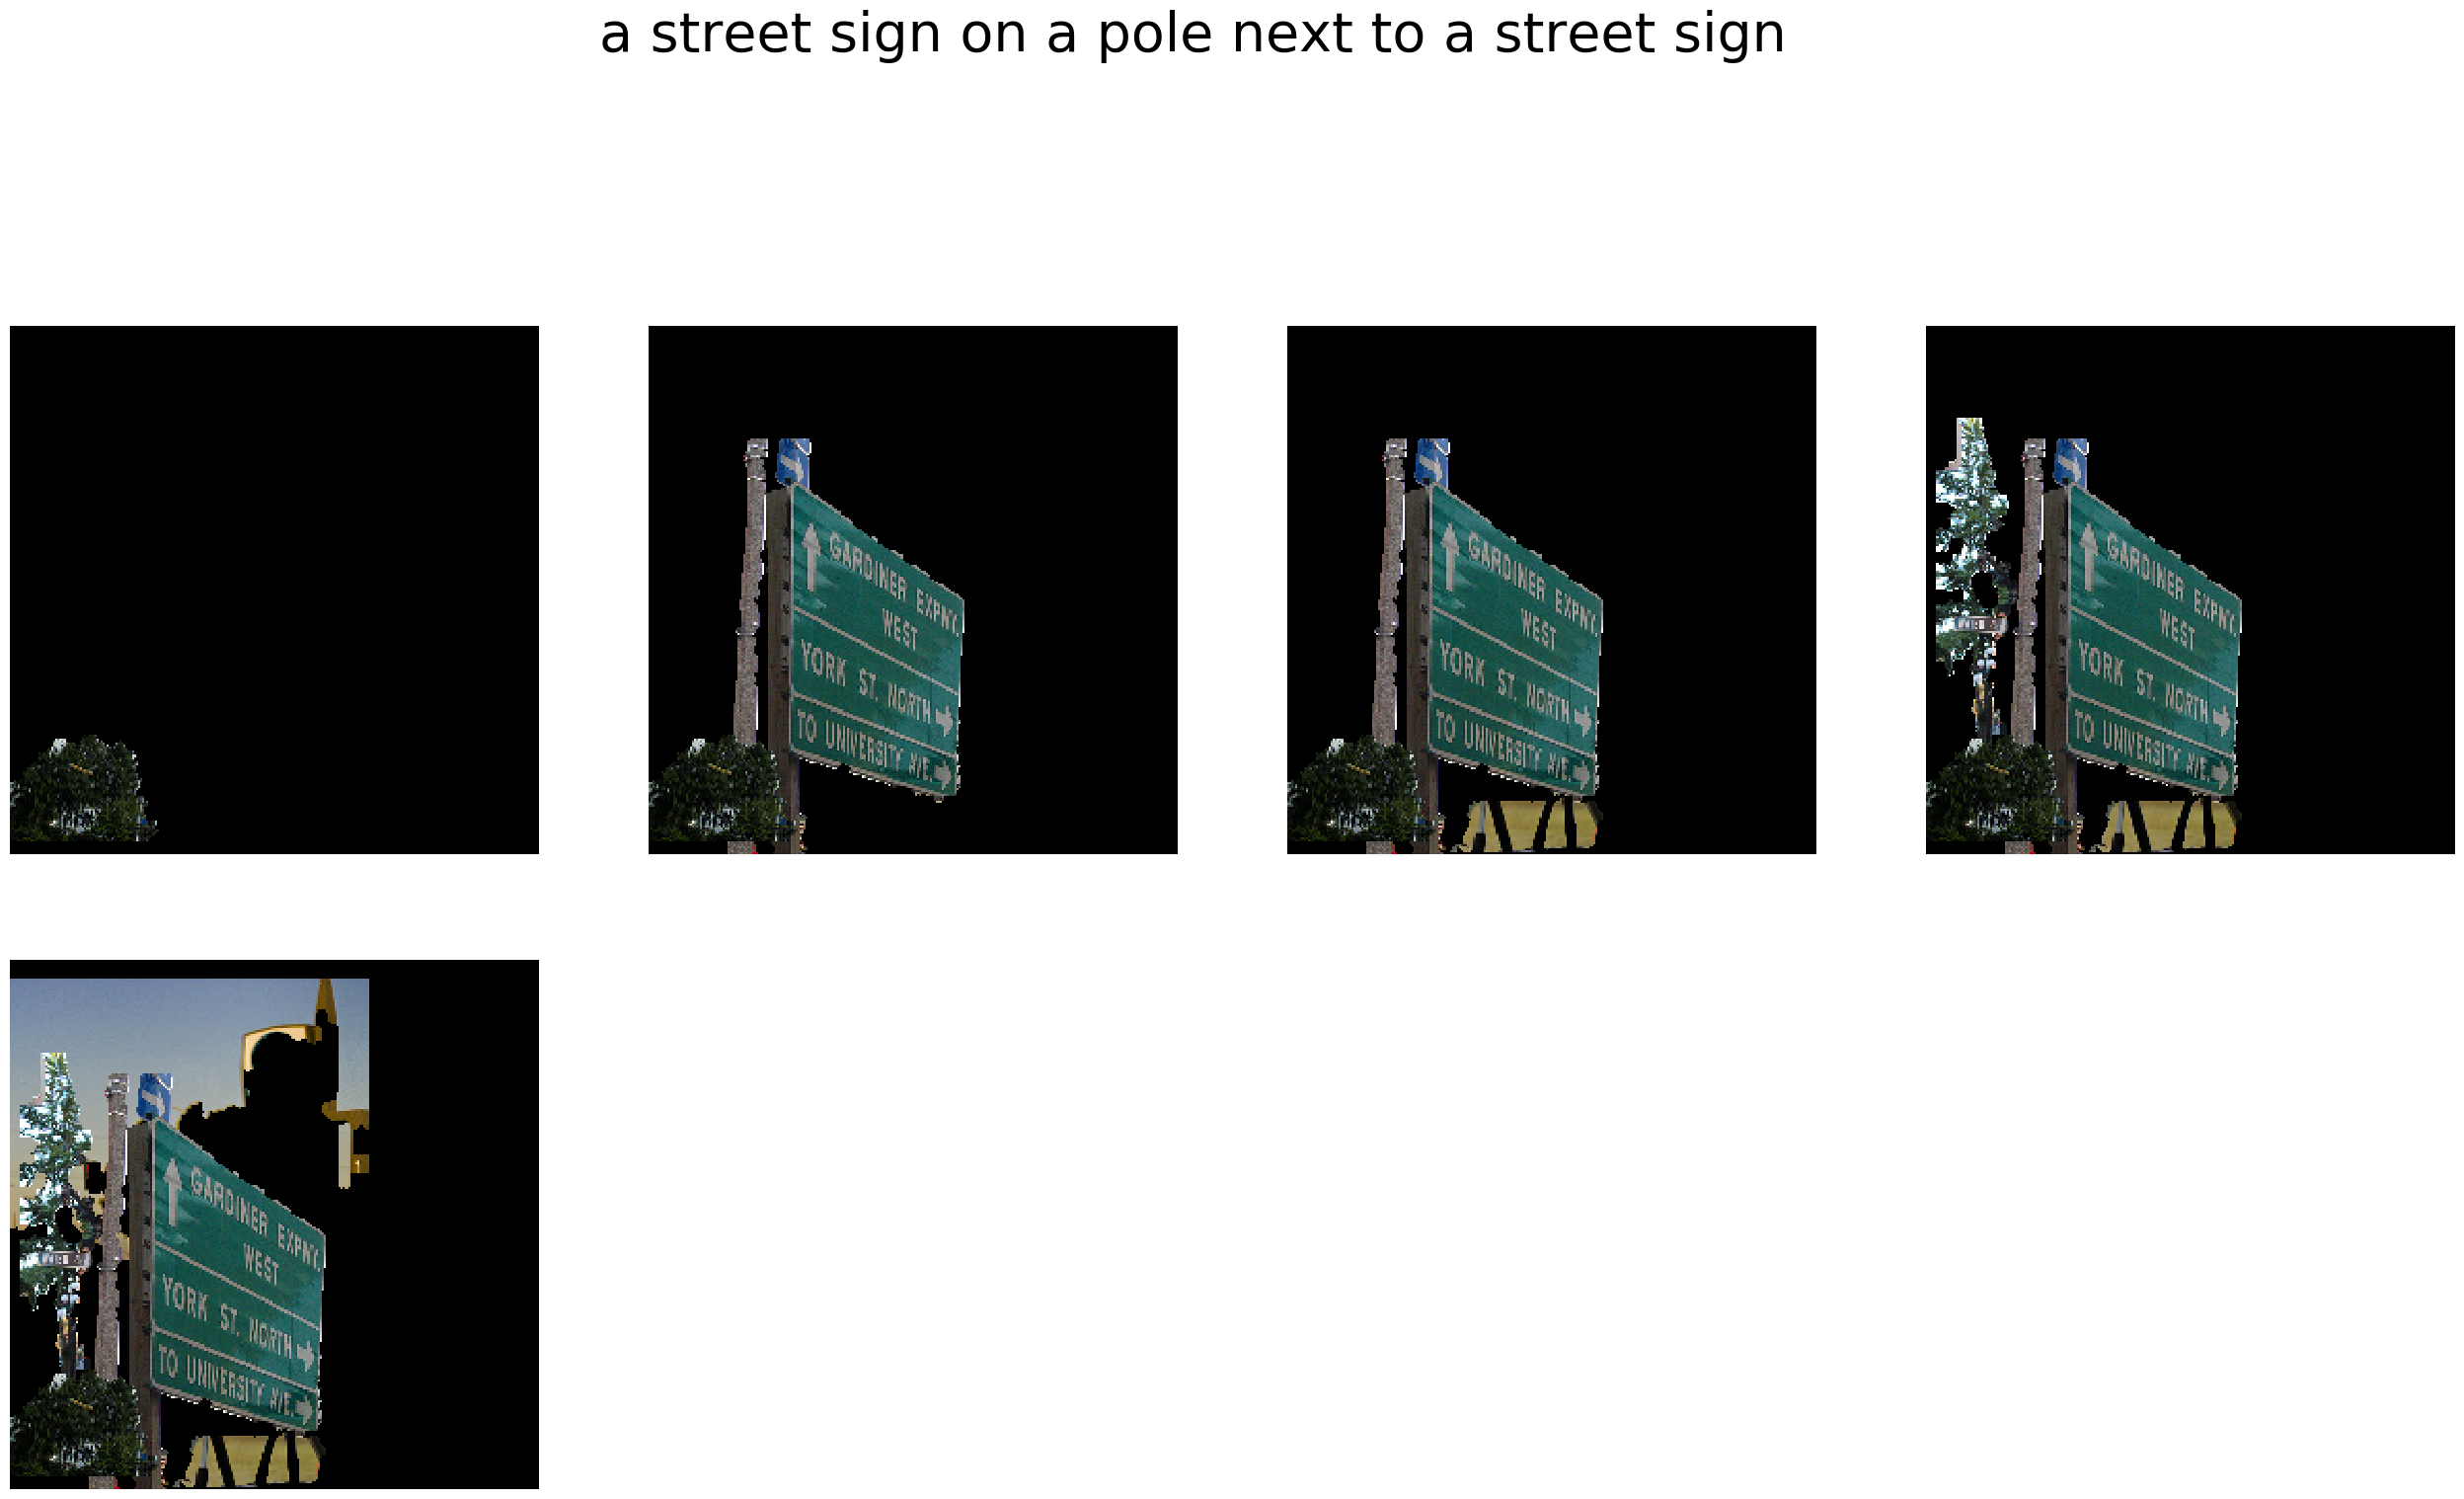 a street sign on a pole next to a street sign
GARDINER EXPWY.
WEST
YORK ST. NORTH
TO UNIVERSITY AVE.
GARDINER EXPWY.
WEST
YORK ST. NORTH
TO UNIVERSITY AVE.
GARDINER EXPWY.
WEST
YORK ST. NORTH
TO UNIVERSITY AVE.
1
GARDINER EXPWY.
WEST
YORK ST. NORTH
TO UNIVERSITY AVE.